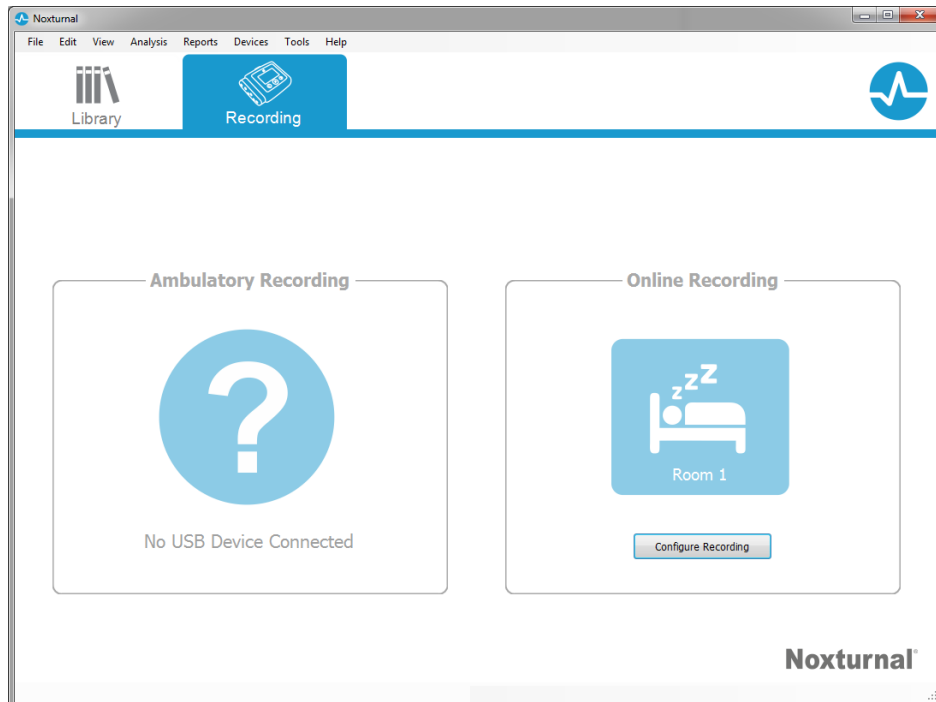 Noxturnal
File Edit View Analysis Reports Devices Tools Help
Library
Recording
Ambulatory Recording
No USB Device Connected
Online Recording
zzZ
Room 1
Configure Recording
Noxturnal®